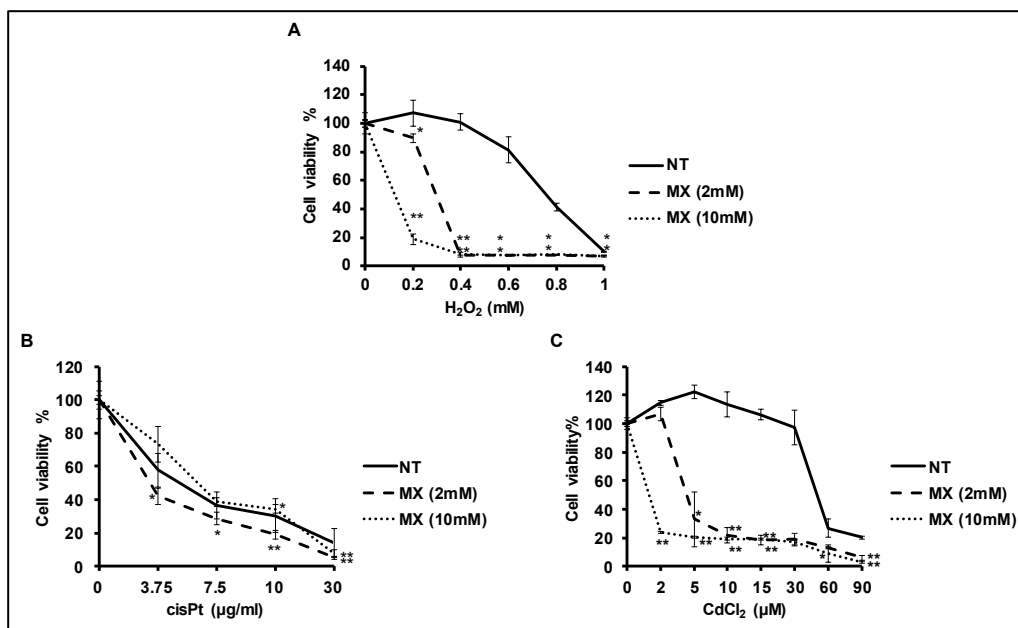 A
Cell viability %
140
120
100
80
60
40
20
0
0 0.2 0.4 0.6 0.8 1
H₂O₂ (mM)
*
**
**
**
*
*
*
*
*
*
NT
MX (2mM)
MX (10mM)
B
Cell viability %
120
100
80
60
40
20
0
0 3.75 7.5 10 30
cisPt (µg/ml)
*
*
*
**
**
**
NT
MX (2mM)
MX (10mM)
C
Cell viability%
140
120
100
80
60
40
20
0
0 2 5 10 15 30 60 90
CdCl₂ (µM)
**
*
**
**
**
**
**
*
**
**
NT
MX (2mM)
MX (10mM)